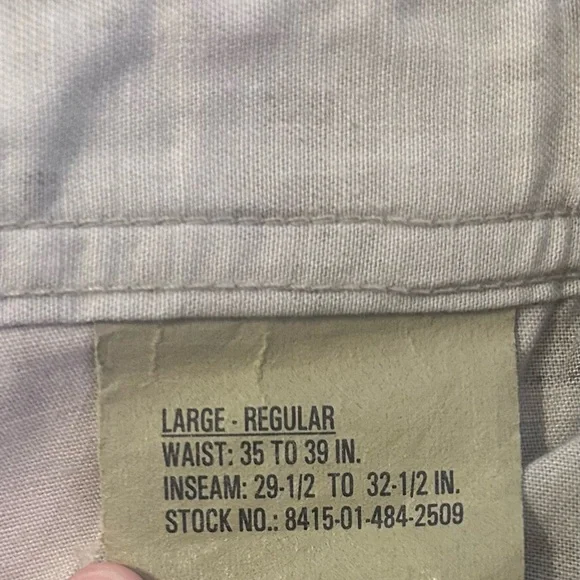 LARGE - REGULAR
WAIST: 35 TO 39 IN.
INSEAM: 29-1/2 TO 32-1/2 IN.
STOCK NO.: 8415-01-484-2509